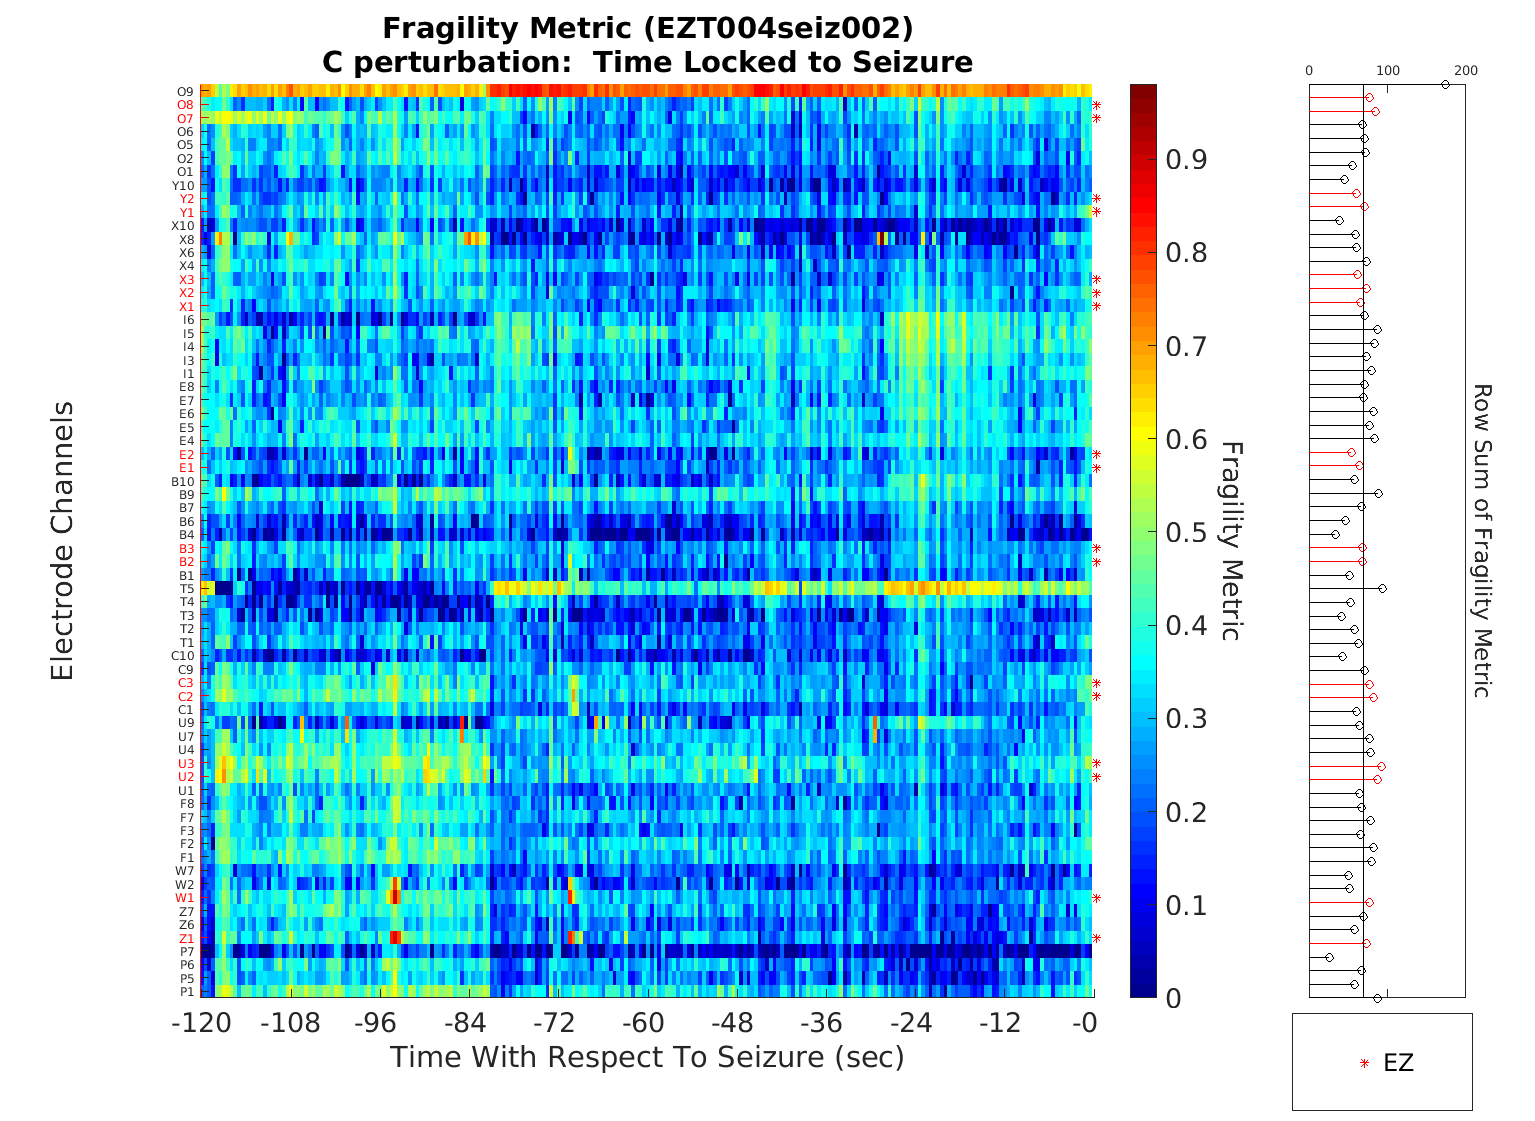 Fragility Metric (EZT004seiz002)
C perturbation:  Time Locked to Seizure
Electrode Channels
O9
O8
O7
O6
O5
O2
O1
Y10
Y2
Y1
X10
X8
X6
X4
X3
X2
X1
I6
I5
I4
I3
I1
E8
E7
E6
E5
E4
E2
E1
B10
B9
B7
B6
B4
B3
B2
B1
T5
T4
T3
T2
T1
C10
C9
C3
C2
C1
U9
U7
U4
U3
U2
U1
F8
F7
F3
F2
F1
W7
W2
W1
Z7
Z6
Z1
P7
P6
P5
P1
-120 -108 -96 -84 -72 -60 -48 -36 -24 -12 -0
Time With Respect To Seizure (sec)
0.9
0.8
0.7
0.6
0.5
0.4
0.3
0.2
0.1
0
Fragility Metric
0 100 200
Row Sum of Fragility Metric
EZ